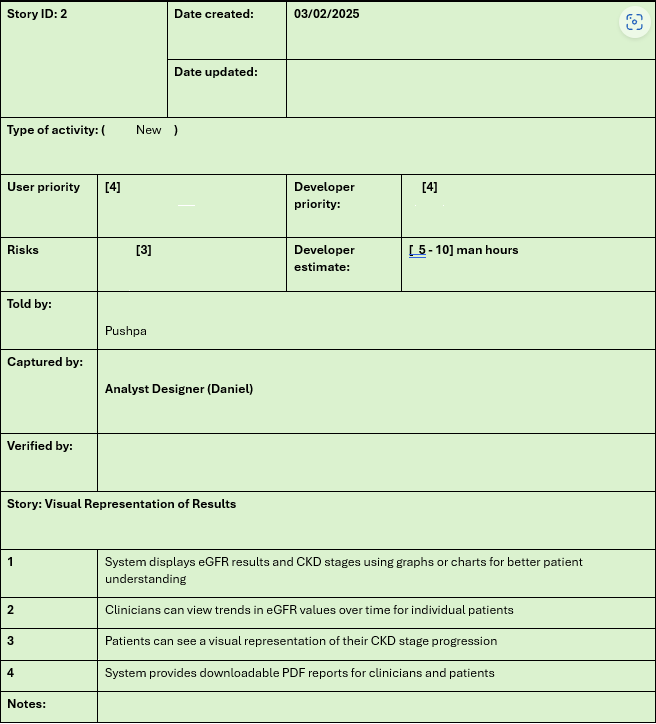 Story ID: 2
Date created:
03/02/2025
Date updated:
Type of activity: ( New )
User priority
[4]
Developer
priority:
[4]
Risks
[3]
Developer
estimate:
[ 5 - 10] man hours
Told by:
Pushpa
Captured by:
Analyst Designer (Daniel)
Verified by:
Story: Visual Representation of Results
1
System displays eGFR results and CKD stages using graphs or charts for better patient
understanding
2
Clinicians can view trends in eGFR values over time for individual patients
3
Patients can see a visual representation of their CKD stage progression
4
System provides downloadable PDF reports for clinicians and patients
Notes: